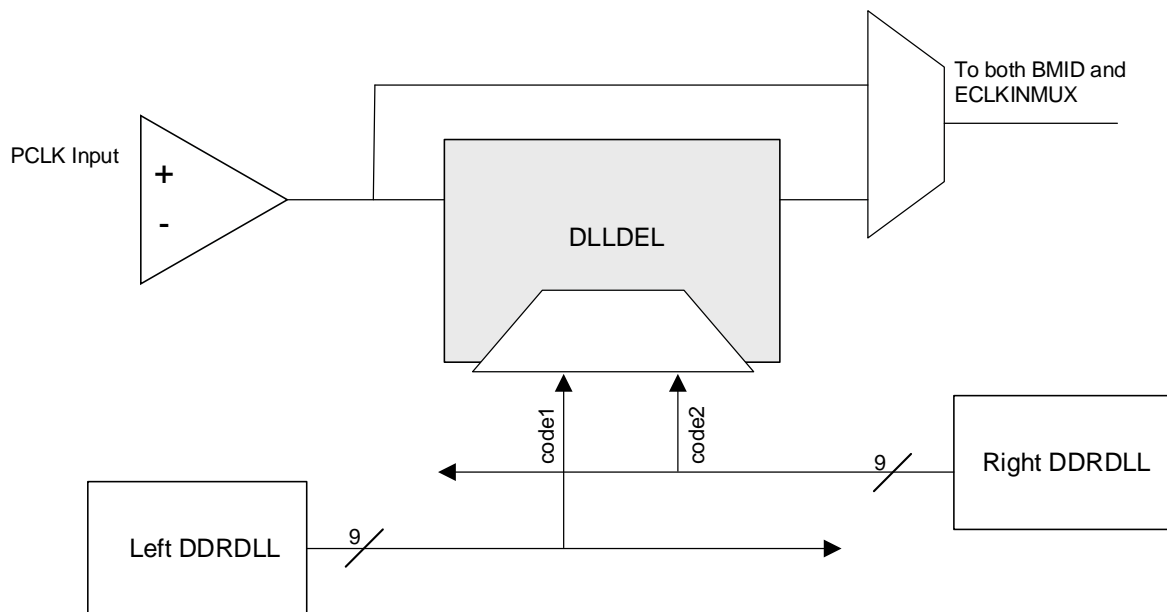 To both BMID and
ECLKINMUX
PCLK Input
+
-
DLLDEL
code1
code2
9
Right DDRDLL
9
Left DDRDLL